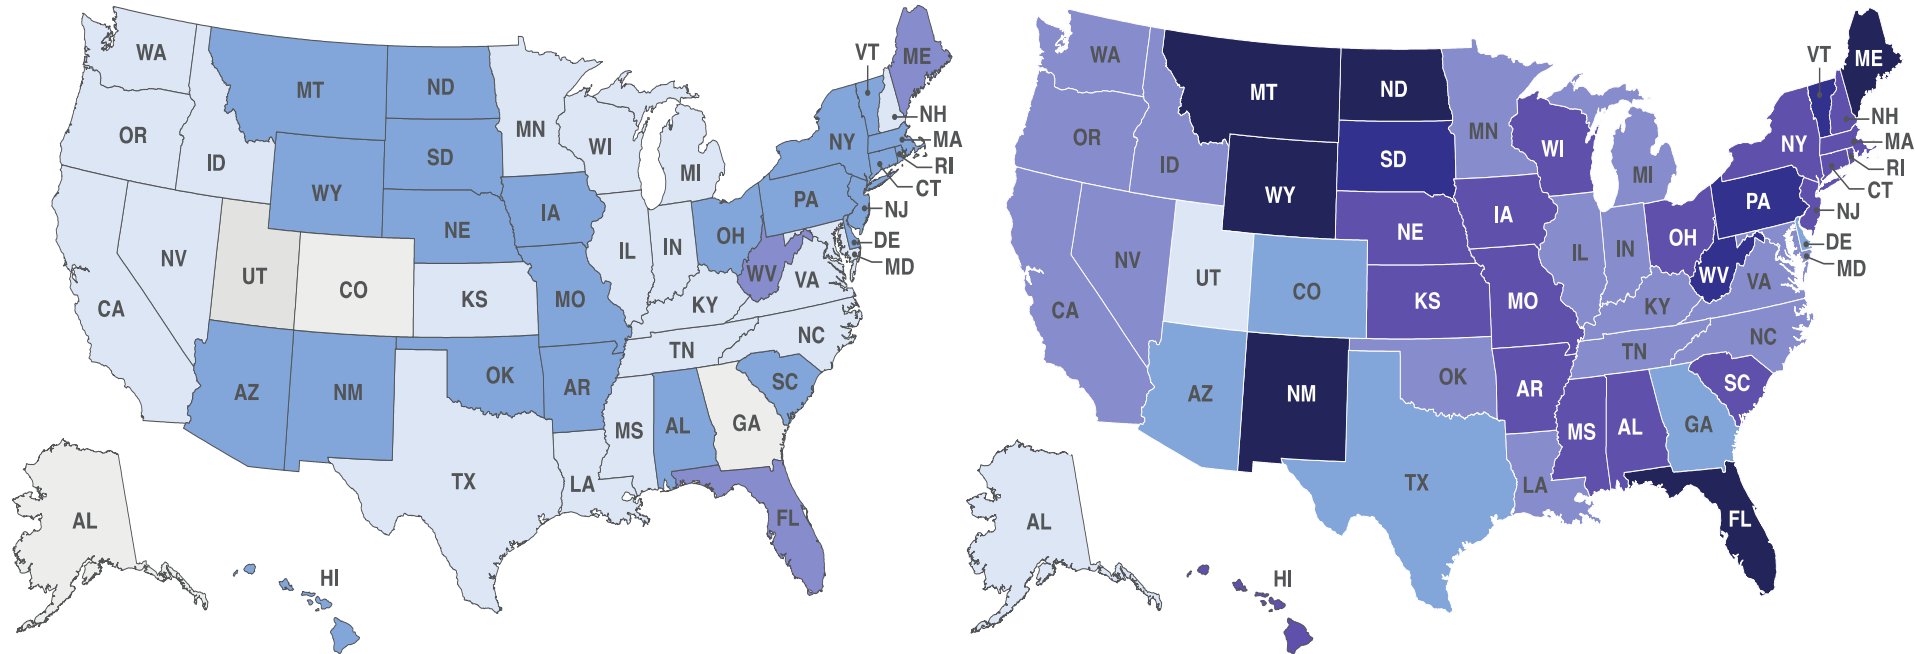 WA
MT
ND
VT
ME
OR
ID
MN
NH
MA
RI
CT
NY
WI
MI
SD
WY
IA
PA
NJ
NE
OH
DE
MD
NV
UT
CO
IL
IN
WV
VA
CA
KS
MO
KY
NC
TN
AZ
NM
OK
AR
SC
MS
AL
GA
TX
LA
FL
AL
HI
WA
MT
ND
VT
ME
OR
ID
MN
NH
MA
RI
CT
NY
WI
MI
SD
WY
IA
PA
NJ
NE
OH
DE
MD
NV
UT
CO
IL
IN
WV
VA
CA
KS
MO
KY
NC
TN
AZ
NM
OK
AR
SC
MS
AL
GA
TX
LA
FL
AL
HI